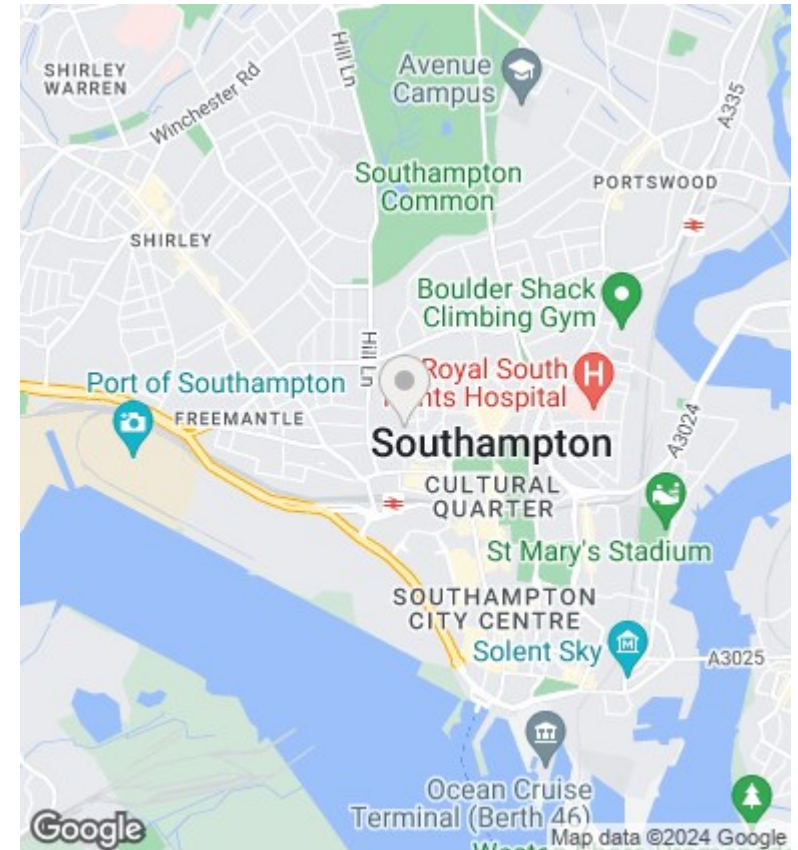 SHIRLEY
WARREN
Winchester Rd
Hill Ln
Avenue
Campus
A335
Southampton
Common
PORTSWOOD
SHIRLEY
Boulder Shack
Climbing Gym
Hill Ln
Royal South
nts Hospital
H
Port of Southampton
FREEMANTLE
A3024
Southampton
CULTURAL
QUARTER
St Mary's Stadium
SOUTHAMPTON
CITY CENTRE
Solent Sky
M
A3025
Ocean Cruise
Terminal (Berth 46)
Google
Map data ©2024 Google